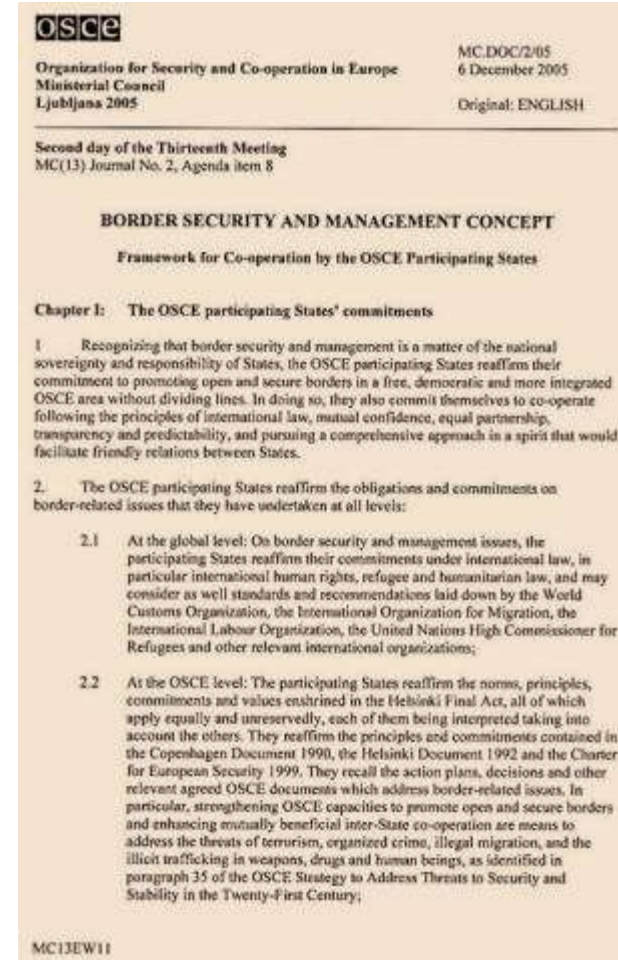 osce
Organization for Security and Co-operation in Europe
Ministerial Council
Ljubljana 2005
MC.DOC/2/05
6 December 2005
Original: ENGLISH
Second day of the Thirteenth Meeting
MC(13) Journal No. 2, Agenda item 8
BORDER SECURITY AND MANAGEMENT CONCEPT
Framework for Co-operation by the OSCE Participating States
Chapter I: The OSCE participating States' commitments
1 Recognizing that border security and management is a matter of the national
sovereignty and responsibility of States, the OSCE participating States reaffirm their
commitment to promoting open and secure borders in a free, democratic and more integrated
OSCE area without dividing lines. In doing so, they also commit themselves to co-operate
following the principles of international law, mutual confidence, equal partnership,
transparency and predictability, and pursuing a comprehensive approach in a spirit that would
facilitate friendly relations between States.
2. The OSCE participating States reaffirm the obligations and commitments on
border-related issues that they have undertaken at all levels:
2.1 At the global level: On border security and management issues, the
participating States reaffirm their commitments under international law, in
particular international human rights, refugee and humanitarian law, and may
consider as well standards and recommendations laid down by the World
Customs Organization, the International Organization for Migration, the
International Labour Organization, the United Nations High Commissioner for
Refugees and other relevant international organizations;
2.2 At the OSCE level: The participating States reaffirm the norms, principles,
commitments and values enshrined in the Helsinki Final Act, all of which
apply equally and unreservedly, each of them being interpreted taking into
account the others. They reaffirm the principles and commitments contained in
the Copenhagen Document 1990, the Helsinki Document 1992 and the Charter
for European Security 1999. They recall the action plans, decisions and other
relevant agreed OSCE documents which address border-related issues. In
particular, strengthening OSCE capacities to promote open and secure borders
and enhancing mutually beneficial inter-State co-operation are means to
address the threats of terrorism, organized crime, illegal migration, and the
illicit trafficking in weapons, drugs and human beings, as identified in
paragraph 35 of the OSCE Strategy to Address Threats to Security and
Stability in the Twenty-First Century;
MC13EW11